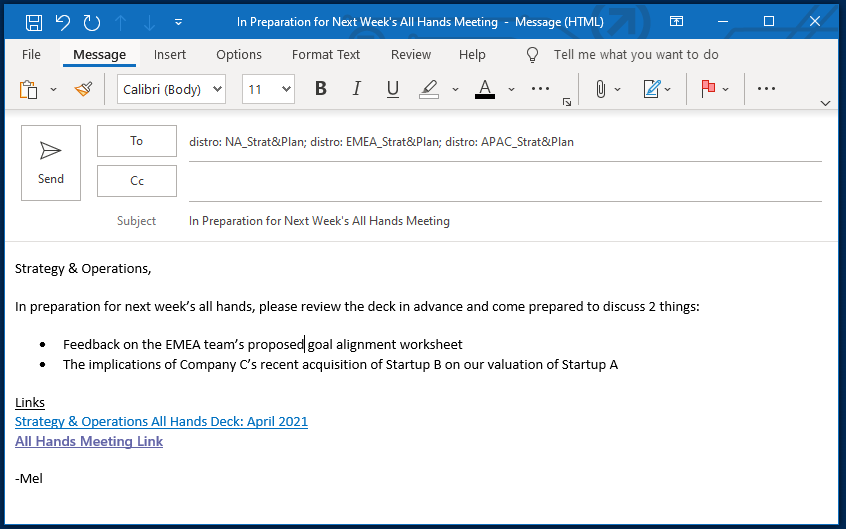 In Preparation for Next Week's All Hands Meeting - Message (HTML)
File Message Insert Options Format Text Review Help Tell me what you want to do
Calibri (Body) 11 B I U A
To distro: NA_Strat&Plan; distro: EMEA_Strat&Plan; distro: APAC_Strat&Plan
Send
Cc
Subject In Preparation for Next Week's All Hands Meeting
Strategy & Operations,
In preparation for next week’s all hands, please review the deck in advance and come prepared to discuss 2 things:
• Feedback on the EMEA team’s proposed goal alignment worksheet
• The implications of Company C’s recent acquisition of Startup B on our valuation of Startup A
Links
Strategy & Operations All Hands Deck: April 2021
All Hands Meeting Link
-Mel